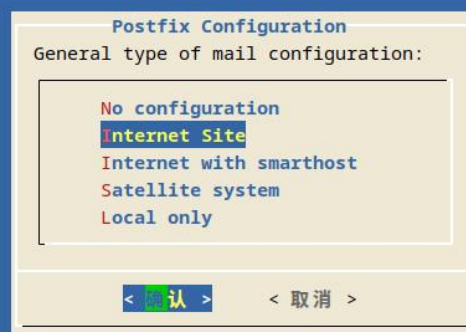 Postfix Configuration
General type of mail configuration:
No configuration
Internet Site
Internet with smarthost
Satellite system
Local only
<确认> <取消>